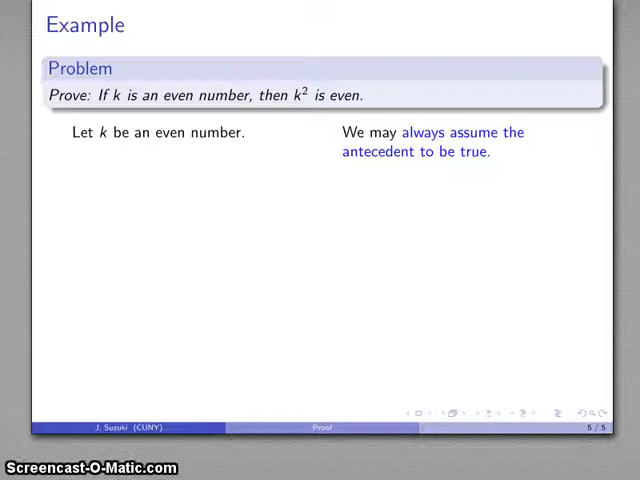 Example
Problem
Prove: If k is an even number, then k² is even.
Let k be an even number.
We may always assume the
antecedent to be true.
J. Suzuki (CUNY)
Proof
5 / 5
Screencast-O-Matic.com